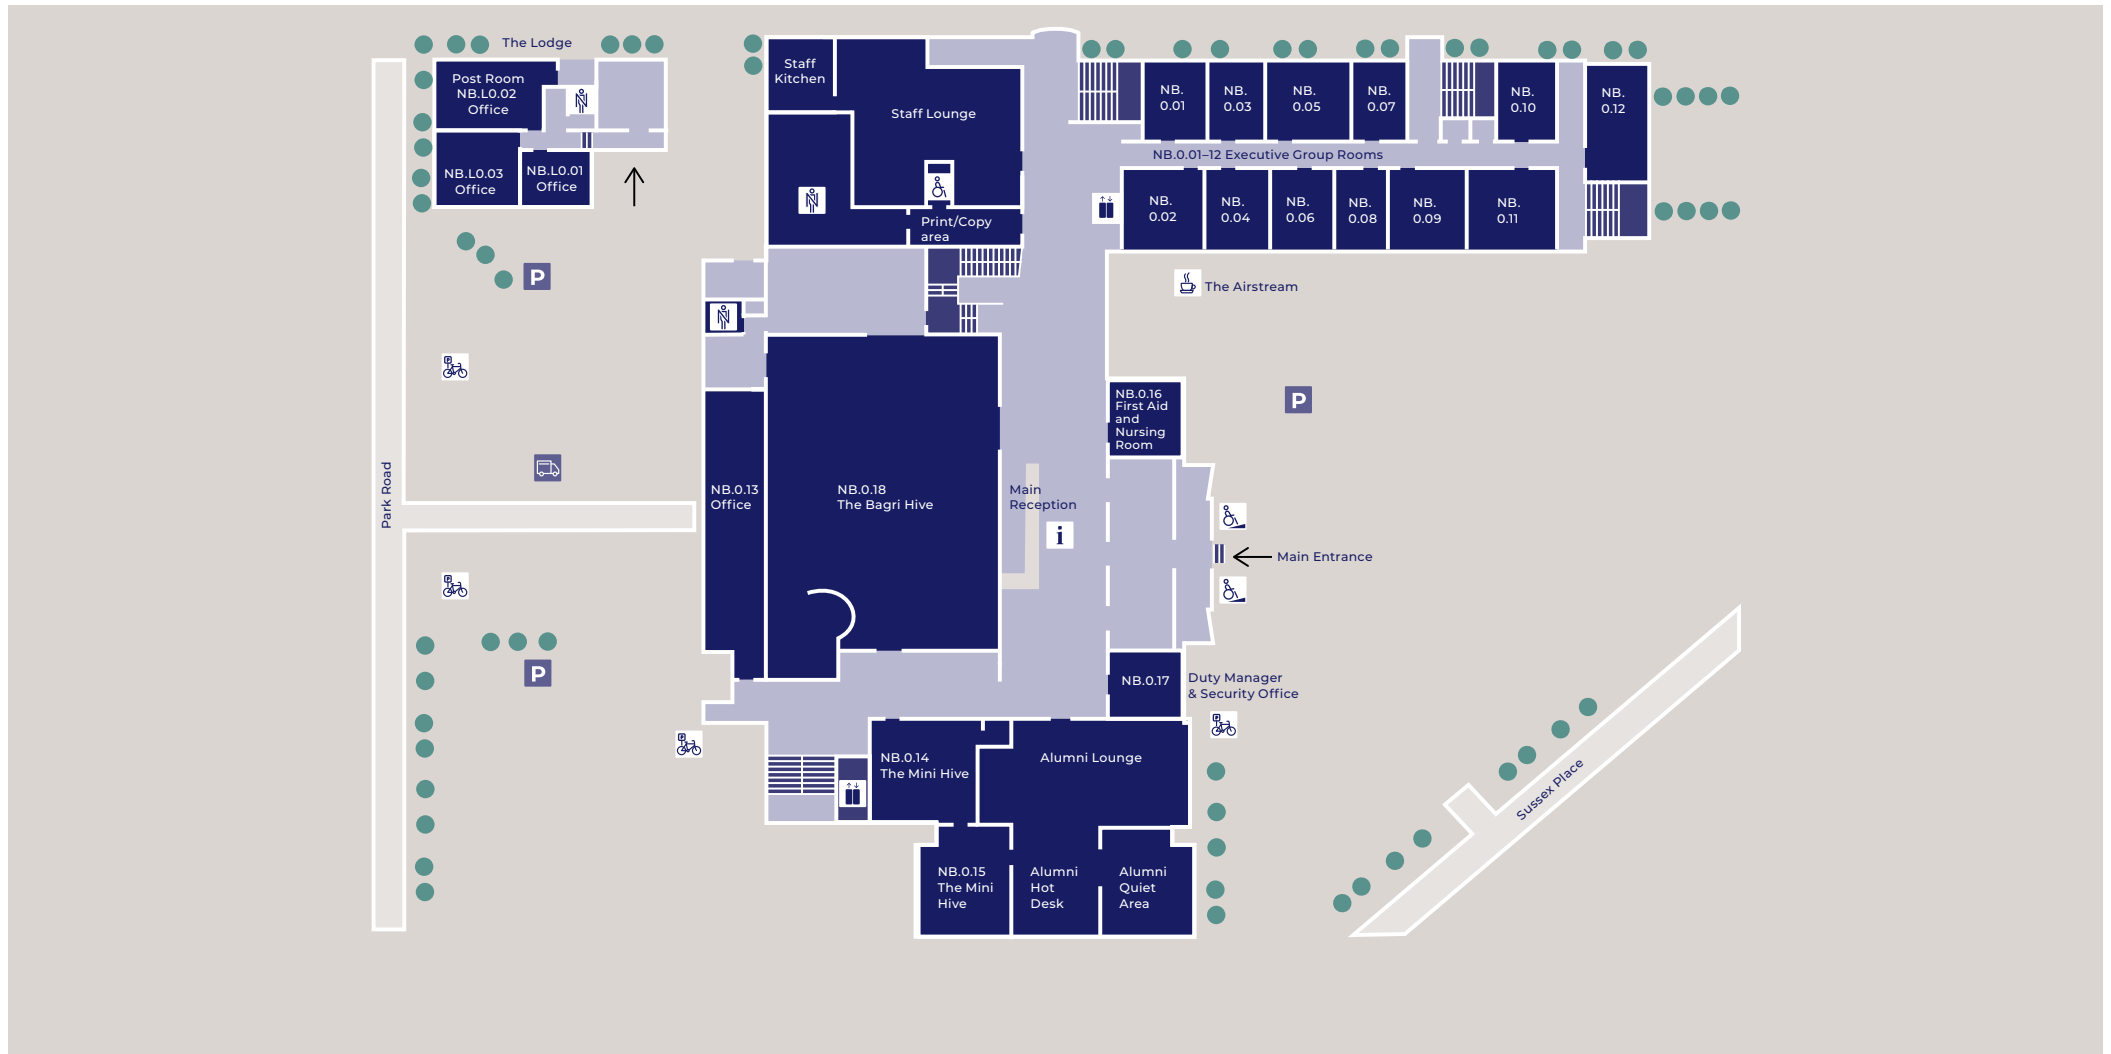 The Lodge
Post Room
NB.L0.02
Office
NB.L0.03
Office
NB.L0.01
Office
Staff
Kitchen
Staff Lounge
Print/Copy
area
NB.
0.01
NB.
0.03
NB.
0.05
NB.
0.07
NB.
0.10
NB.
0.12
NB.0.01–12 Executive Group Rooms
NB.
0.02
NB.
0.04
NB.
0.06
NB.
0.08
NB.
0.09
NB.
0.11
P
The Airstream
P
P
P
NB.0.16
First Aid
and
Nursing
Room
Park Road
NB.0.13
Office
NB.0.18
The Bagri Hive
Main
Reception
i
Main Entrance
P
P
NB.0.17
Duty Manager
& Security Office
P
P
NB.0.14
The Mini Hive
Alumni Lounge
Sussex Place
NB.0.15
The Mini
Hive
Alumni
Hot
Desk
Alumni
Quiet
Area